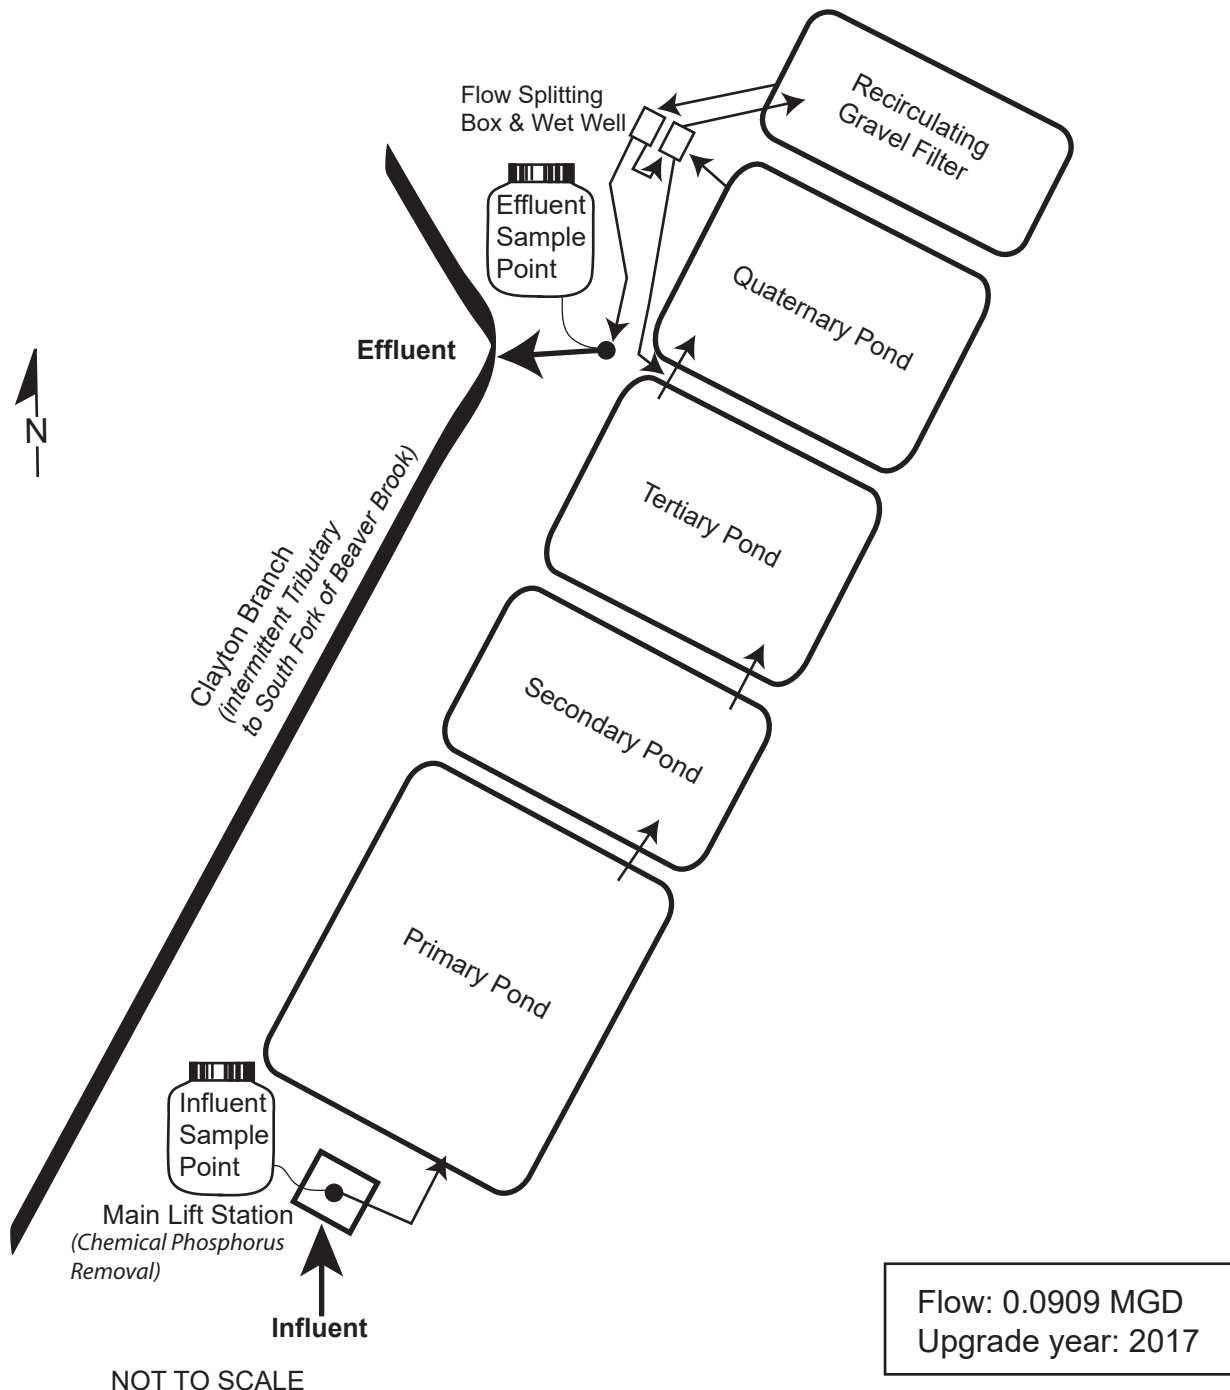 Recirculating
Gravel Filter
Flow Splitting
Box & Wet Well
Effluent
Sample
Point
Quaternary Pond
Effluent
N
Tertiary Pond
Clayton Branch
(intermittent Tributary
to South Fork of Beaver Brook)
Secondary Pond
Primary Pond
Influent
Sample
Point
Main Lift Station
(Chemical Phosphorus
Removal)
Influent
Flow: 0.0909 MGD
Upgrade year: 2017
NOT TO SCALE